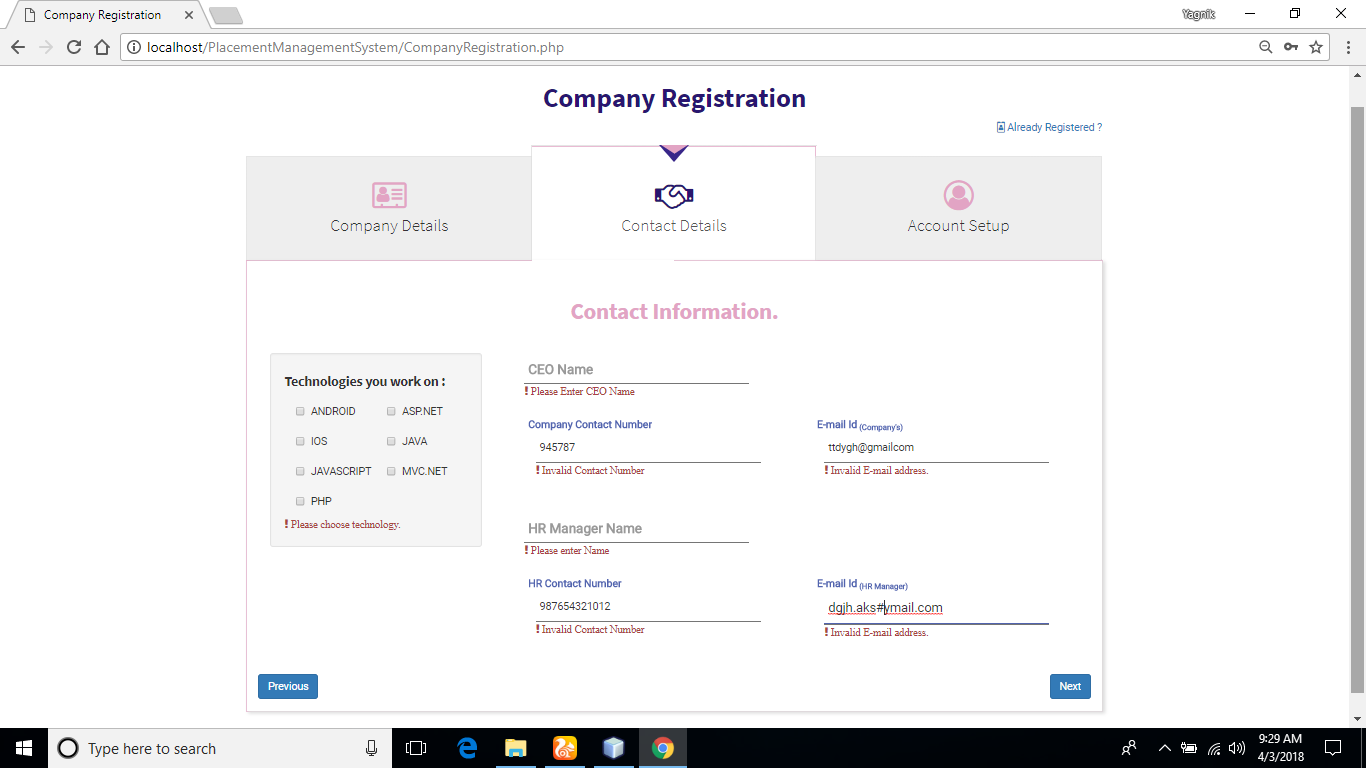 Company Registration
Yagnik
localhost/PlacementManagementSystem/CompanyRegistration.php
Company Registration
Already Registered ?
Company Details
Contact Details
Account Setup
Contact Information.
Technologies you work on :
ANDROID ASP.NET
IOS JAVA
JAVASCRIPT MVC.NET
PHP
! Please choose technology.
CEO Name
! Please Enter CEO Name
Company Contact Number
945787
! Invalid Contact Number
E-mail Id (Company's)
ttdygh@gmailcom
! Invalid E-mail address.
HR Manager Name
! Please enter Name
HR Contact Number
987654321012
! Invalid Contact Number
E-mail Id (HR Manager)
dgjh.aks#ymail.com
! Invalid E-mail address.
Previous
Next
Type here to search
9:29 AM
4/3/2018